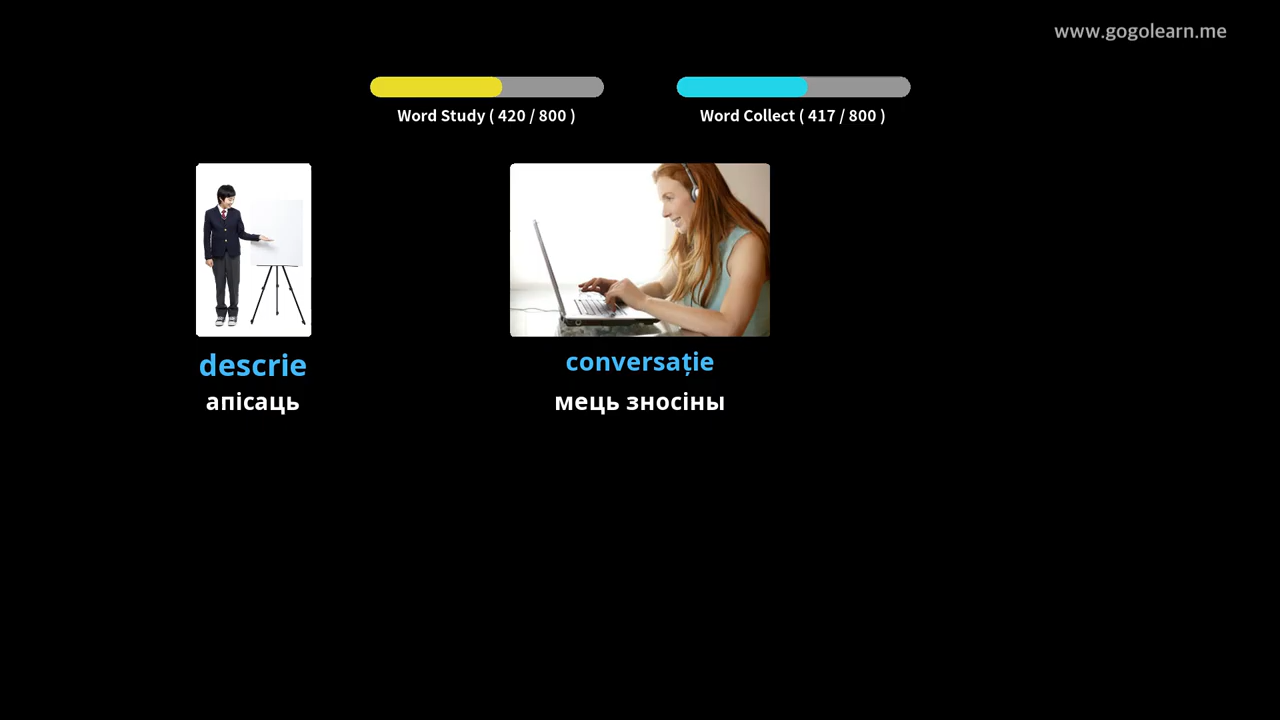 www.gogolearn.me
Word Study ( 420 / 800 )
Word Collect ( 417 / 800 )
descrie
апісаць
conversație
мець зносіны